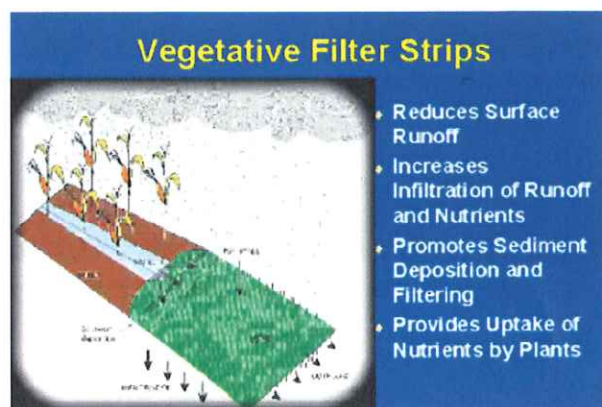 Vegetative Filter Strips
Reduces Surface
Runoff
Increases
Infiltration of Runoff
and Nutrients
Promotes Sediment
Deposition and
Filtering
Provides Uptake of
Nutrients by Plants